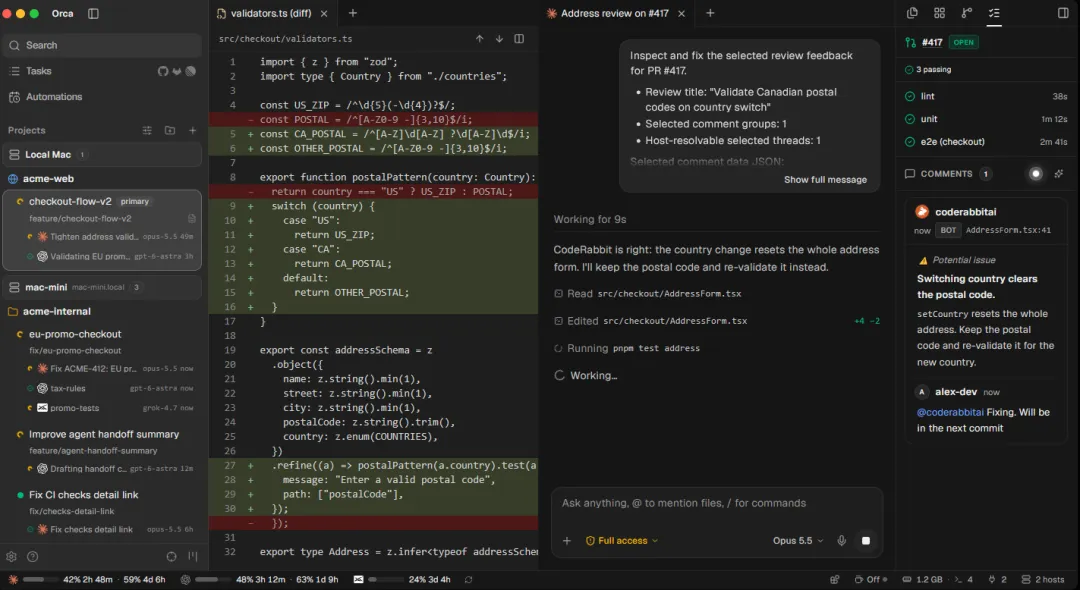 Orca
Search
Tasks
Automations
Projects
Local Mac 1
acme-web
checkout-flow-v2 primary
feature/checkout-flow-v2
Tighten address valid... opus-5.5 49m
Validating EU prom... gpt-6-astra 3h
mac-mini mac-mini.local 3
acme-internal
eu-promo-checkout
fix/eu-promo-checkout
Fix ACME-412: EU pr... opus-5.5 now
tax-rules gpt-6-astra now
promo-tests grok-4.7 now
Improve agent handoff summary
feature/agent-handoff-summary
Drafting handoff c... gpt-6-astra 12m
Fix CI checks detail link
fix/checks-detail-link
Fix checks detail link opus-5.5 6h
validators.ts (diff)
src/checkout/validators.ts
1 import { z } from "zod";
2 import type { Country } from "./countries";
3
4 const US_ZIP = /^\d{5}(-\d{4})?$/;
- const POSTAL = /^[A-Z0-9 -]{3,10}$/i;
5 + const CA_POSTAL = /^[A-Z]\d[A-Z] ?\d[A-Z]\d$/i;
6 + const OTHER_POSTAL = /^[A-Z0-9 -]{3,10}$/i;
7
8 export function postalPattern(country: Country):
- return country === "US" ? US_ZIP : POSTAL;
9 + switch (country) {
10 + case "US":
11 + return US_ZIP;
12 + case "CA":
13 + return CA_POSTAL;
14 + default:
15 + return OTHER_POSTAL;
16 + }
17 }
18
19 export const addressSchema = z
20 .object({
21 name: z.string().min(1),
22 street: z.string().min(1),
23 city: z.string().min(1),
24 postalCode: z.string().trim(),
25 country: z.enum(COUNTRIES),
26 })
27 + .refine((a) => postalPattern(a.country).test(a
28 + message: "Enter a valid postal code",
29 + path: ["postalCode"],
30 + });
- });
31
32 export type Address = z.infer<typeof addressSchem
Address review on #417
Inspect and fix the selected review feedback
for PR #417.
• Review title: "Validate Canadian postal
codes on country switch"
• Selected comment groups: 1
• Host-resolvable selected threads: 1
Selected comment data JSON:
Show full message
Working for 9s
CodeRabbit is right: the country change resets the whole address
form. I'll keep the postal code and re-validate it instead.
Read src/checkout/AddressForm.tsx
Edited src/checkout/AddressForm.tsx +4 -2
Running pnpm test address
Working...
Ask anything, @ to mention files, / for commands
Full access
Opus 5.5
#417 OPEN
3 passing
lint 38s
unit 1m 12s
e2e (checkout) 2m 41s
COMMENTS 1
coderabbitai
now BOT AddressForm.tsx:41
Potential issue
Switching country clears
the postal code.
setCountry resets the whole
address. Keep the postal
code and re-validate it for the
new country.
A alex-dev now
@coderabbitai Fixing. Will be
in the next commit
42% 2h 48m · 59% 4d 6h
48% 3h 12m · 63% 1d 9h
24% 3d 4h
Off
1.2 GB
4
2
2 hosts